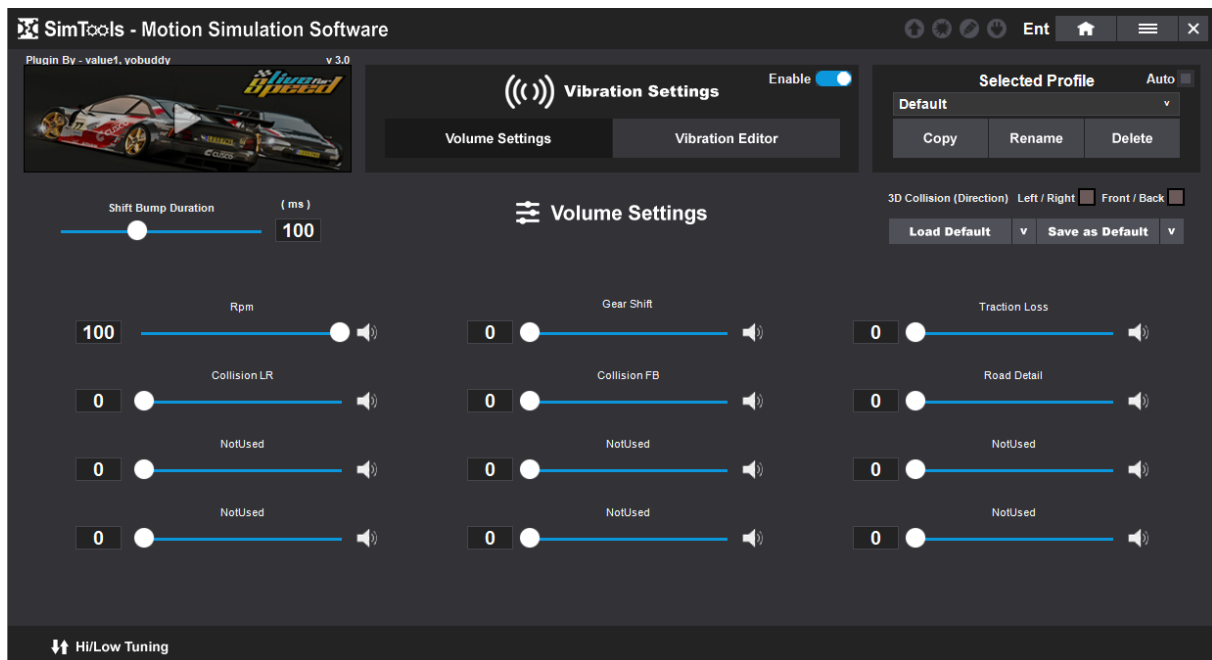 SimTools - Motion Simulation Software
Ent
Plugin By - value1, yobuddy
v 3.0
Live for Speed
Vibration Settings
Enable
Volume Settings
Vibration Editor
Selected Profile
Auto
Default
v
Copy
Rename
Delete
Shift Bump Duration
( ms )
100
Volume Settings
3D Collision (Direction) Left / Right Front / Back
Load Default v Save as Default v
Rpm
100
Gear Shift
0
Traction Loss
0
Collision LR
0
Collision FB
0
Road Detail
0
NotUsed
0
NotUsed
0
NotUsed
0
NotUsed
0
NotUsed
0
NotUsed
0
Hi/Low Tuning